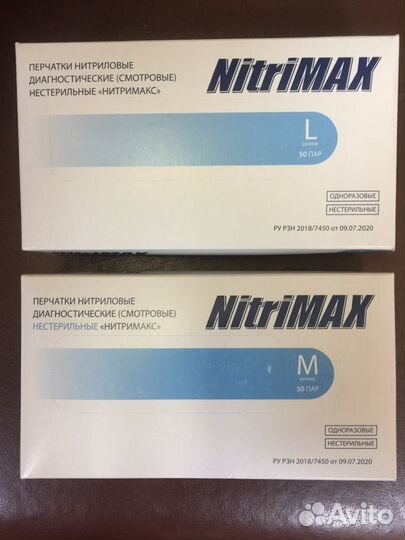 ПЕРЧАТКИ НИТРИЛОВЫЕ
ДИАГНОСТИЧЕСКИЕ (СМОТРОВЫЕ)
НЕСТЕРИЛЬНЫЕ «НИТРИМАКС»
NitriMAX
L
размер
50 ПАР
ОДНОРАЗОВЫЕ
НЕСТЕРИЛЬНЫЕ
РУ РЗН 2018/7450 от 09.07.2020
ПЕРЧАТКИ НИТРИЛОВЫЕ
ДИАГНОСТИЧЕСКИЕ (СМОТРОВЫЕ)
НЕСТЕРИЛЬНЫЕ «НИТРИМАКС»
NitriMAX
M
размер
50 ПАР
ОДНОРАЗОВЫЕ
НЕСТЕРИЛЬНЫЕ
РУ РЗН 2018/7450 от 09.07.2020
Avito